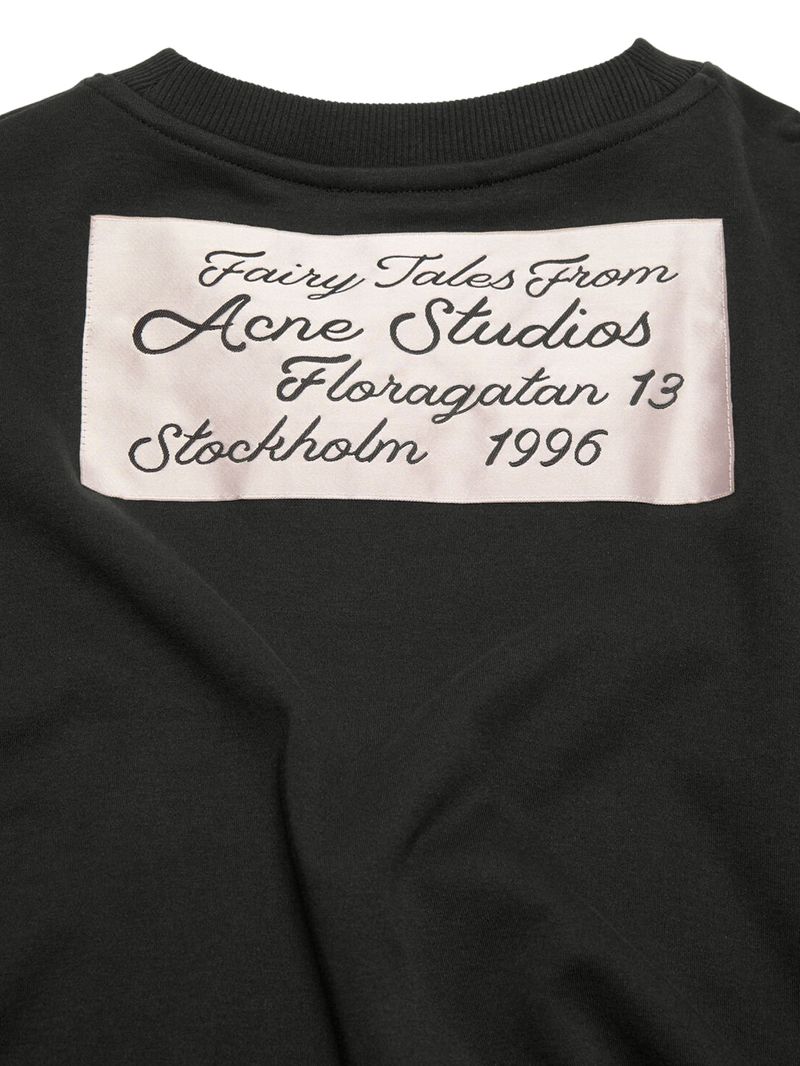 Fairy Tales From
Acne Studios
Floragatan 13
Stockholm 1996